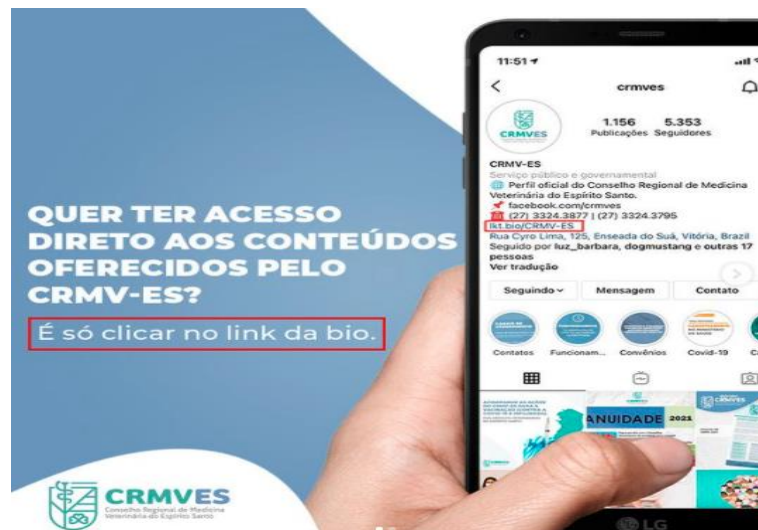 QUER TER ACESSO
DIRETO AOS CONTEÚDOS
OFERECIDOS PELO
CRMV-ES?
É só clicar no link da bio.
CRMVES
Conselho Regional de Medicina
Veterinária do Espírito Santo
11:51
crmves
CRMVES
1.156 5.353
Publicações Seguidores
CRMV-ES
Serviço público e governamental
Perfil oficial do Conselho Regional de Medicina
Veterinária do Espírito Santo.
facebook.com/crmves
(27) 3324.3877 | (27) 3324.3795
lkt.bio/CRMV-ES
Rua Cyro Lima, 125, Enseada do Suá, Vitória, Brazil
Seguido por luz_barbara, dogmustang e outras 17
pessoas
Ver tradução
Seguindo Mensagem Contato
Contatos Funcionam... Convênios Covid-19
ANUIDADE 2021
LG